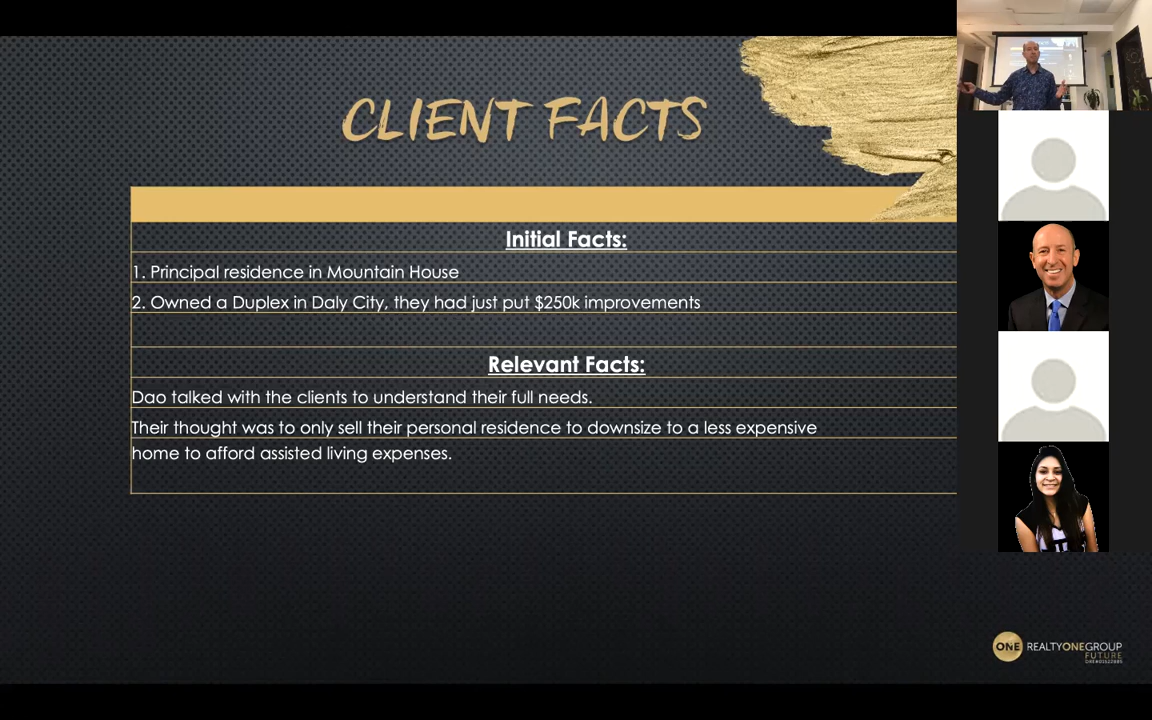 CLIENT FACTS
Initial Facts:
1. Principal residence in Mountain House
2. Owned a Duplex in Daly City, they had just put $250k improvements
Relevant Facts:
Dao talked with the clients to understand their full needs.
Their thought was to only sell their personal residence to downsize to a less expensive
home to afford assisted living expenses.
ONE REALTYONEGROUP
FUTURE